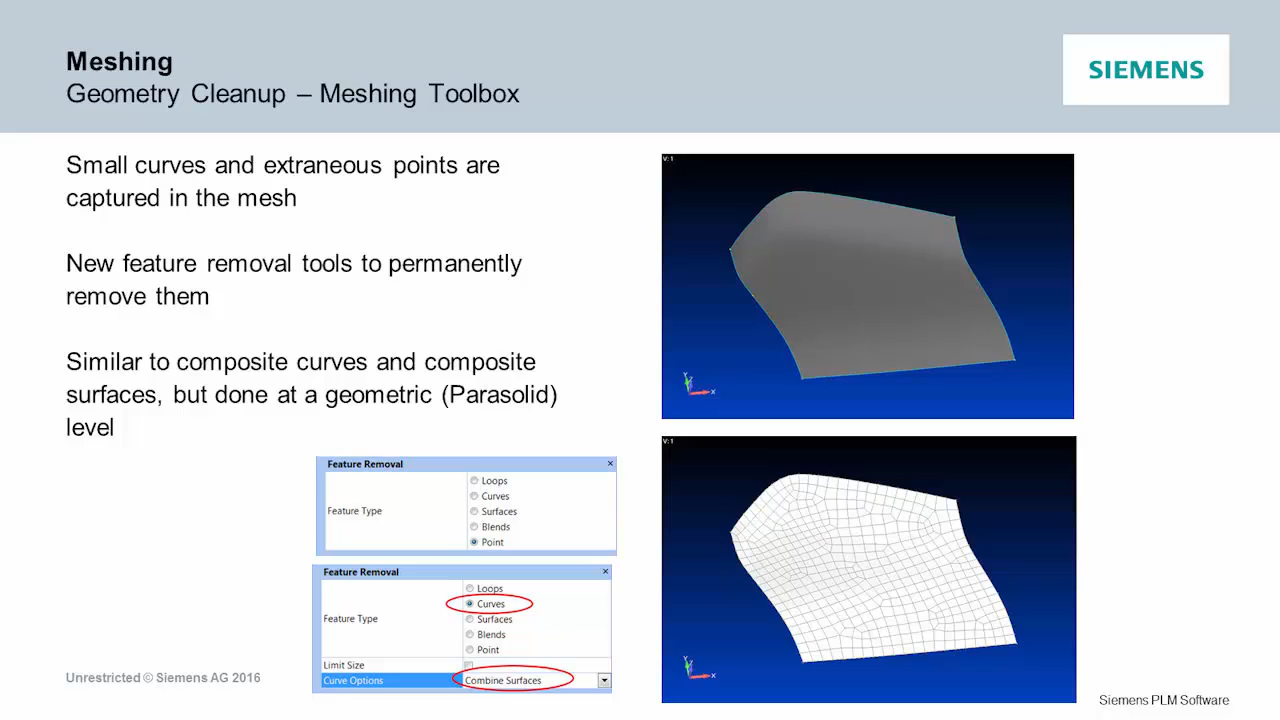 Meshing
Geometry Cleanup – Meshing Toolbox
SIEMENS
Small curves and extraneous points are
captured in the mesh
New feature removal tools to permanently
remove them
Similar to composite curves and composite
surfaces, but done at a geometric (Parasolid)
level
Feature Removal
Feature Type
Loops
Curves
Surfaces
Blends
Point
Feature Removal
Feature Type
Loops
Curves
Surfaces
Blends
Point
Limit Size
Curve Options
Combine Surfaces
V: 1
Y
Z
X
V: 1
Y
Z
X
Unrestricted © Siemens AG 2016
Siemens PLM Software